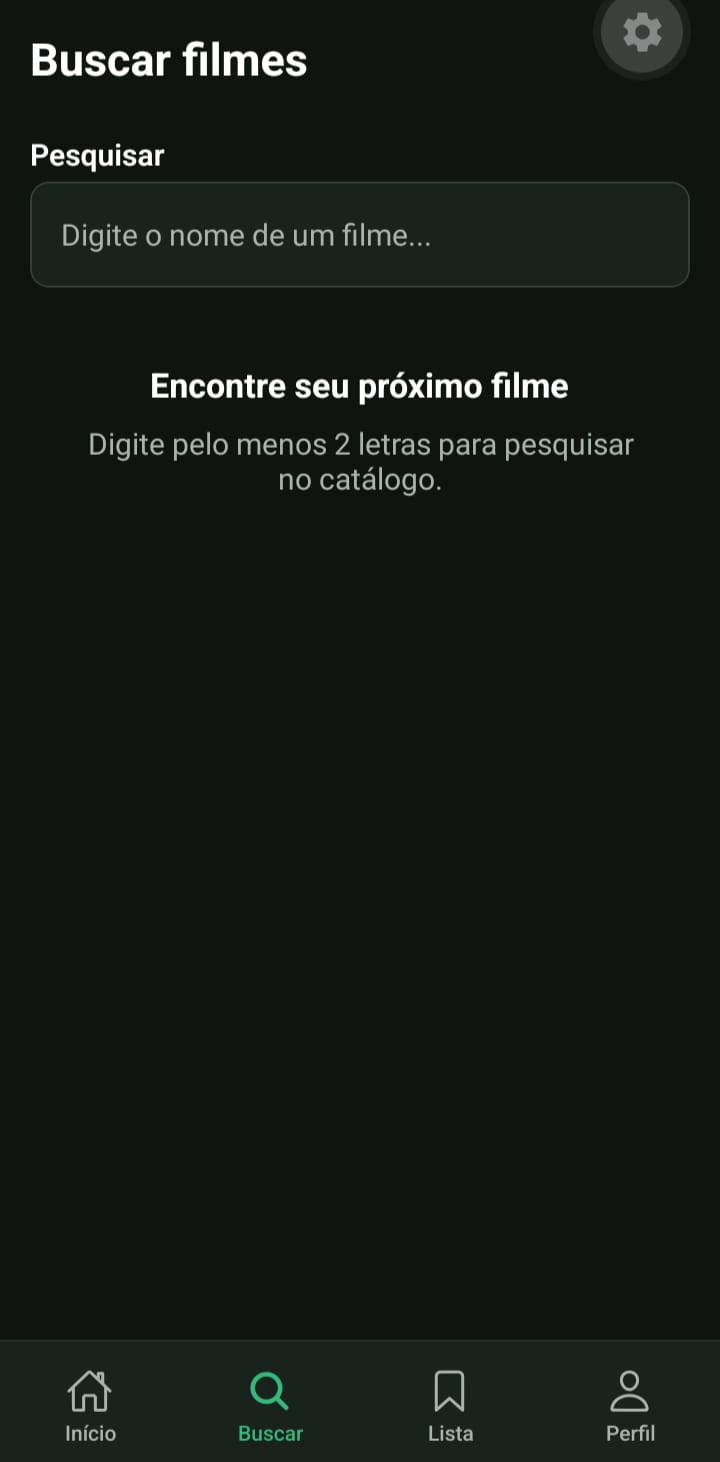 Buscar filmes
Pesquisar
Digite o nome de um filme...
Encontre seu próximo filme
Digite pelo menos 2 letras para pesquisar
no catálogo.
Início
Buscar
Lista
Perfil